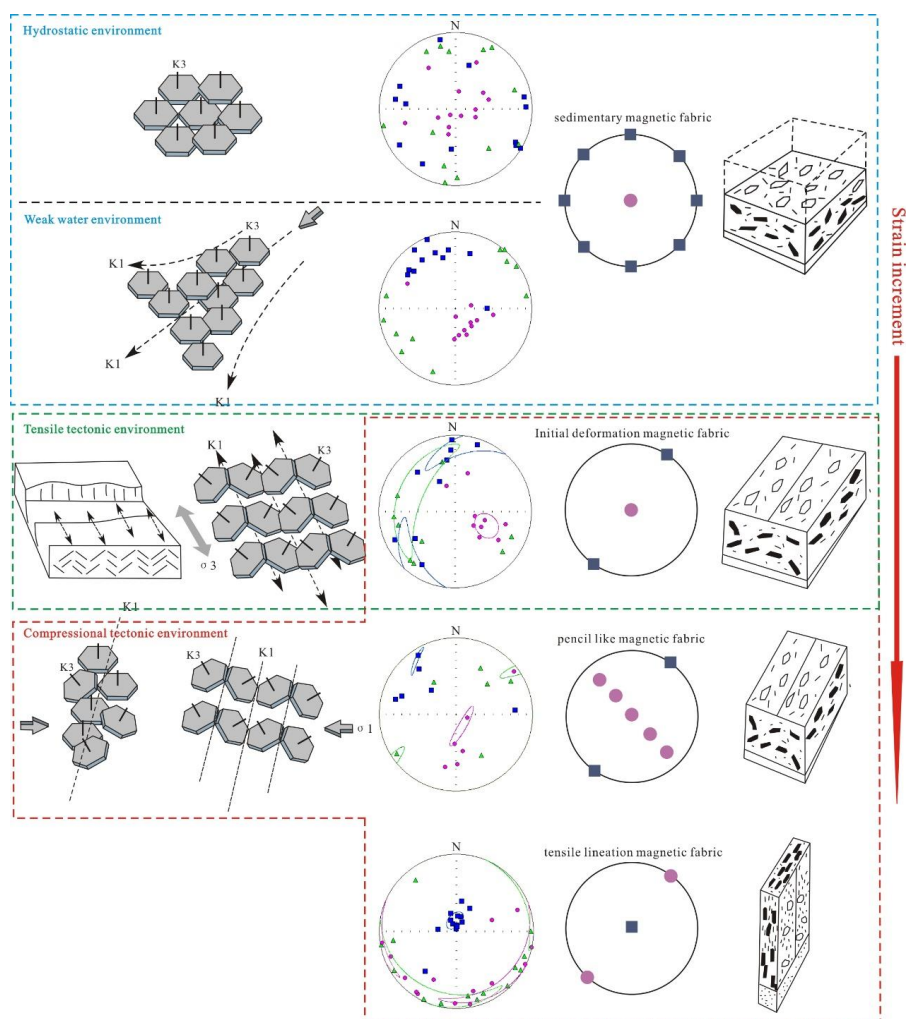 Hydrostatic environment
K3
N
sedimentary magnetic fabric
Weak water environment
K3
K1
N
K1
K1
Strain increment
Tensile tectonic environment
K1
K3
σ3
N
Initial deformation magnetic fabric
K1
Compressional tectonic environment
K3
K3
K1
σ1
N
pencil like magnetic fabric
N
tensile lineation magnetic fabric